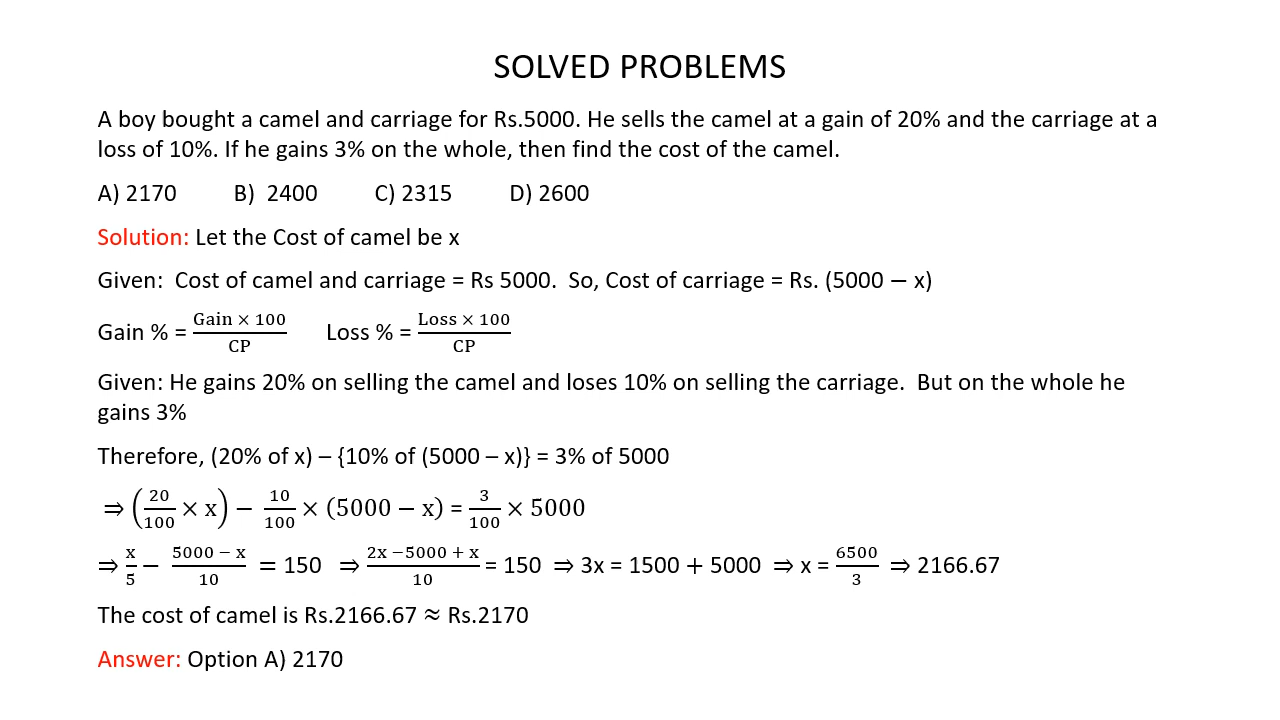 SOLVED PROBLEMS
A boy bought a camel and carriage for Rs.5000. He sells the camel at a gain of 20% and the carriage at a
loss of 10%. If he gains 3% on the whole, then find the cost of the camel.
A) 2170 B) 2400 C) 2315 D) 2600
Solution: Let the Cost of camel be x
Given: Cost of camel and carriage = Rs 5000. So, Cost of carriage = Rs. (5000 − x)
Gain % = (Gain × 100)/CP Loss % = (Loss × 100)/CP
Given: He gains 20% on selling the camel and loses 10% on selling the carriage. But on the whole he
gains 3%
Therefore, (20% of x) – {10% of (5000 – x)} = 3% of 5000
⇒ (20/100 × x) − 10/100 × (5000 − x) = 3/100 × 5000
⇒ x/5 − (5000 − x)/10 = 150 ⇒ (2x −5000 + x)/10 = 150 ⇒ 3x = 1500 + 5000 ⇒ x = 6500/3 ⇒ 2166.67
The cost of camel is Rs.2166.67 ≈ Rs.2170
Answer: Option A) 2170